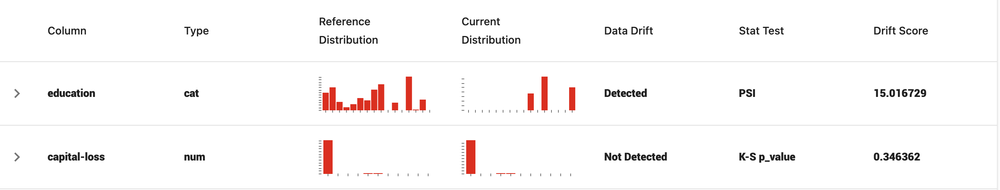 Column Type Reference Distribution Current Distribution Data Drift Stat Test Drift Score
education cat Detected PSI 15.016729
capital-loss num Not Detected K-S p_value 0.346362